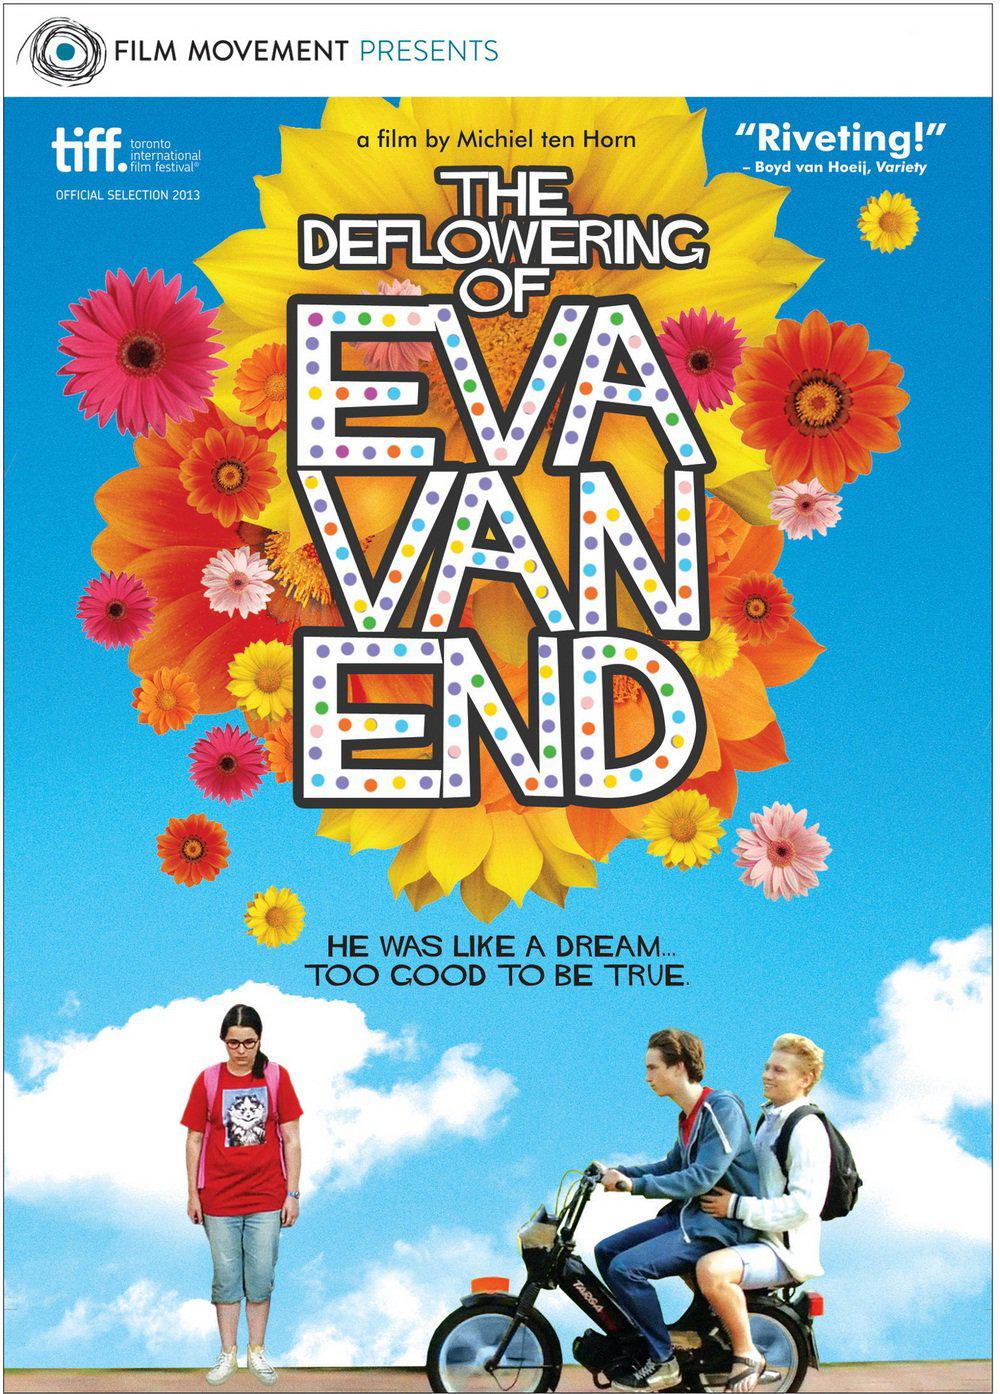 FILM MOVEMENT PRESENTS
tiff. toronto
international
film festival®
OFFICIAL SELECTION 2013
a film by Michiel ten Horn
“Riveting!”
– Boyd van Hoeij, Variety
THE
DEFLOWERING
OF
EVA
VAN
END
HE WAS LIKE A DREAM...
TOO GOOD TO BE TRUE.
TARGA